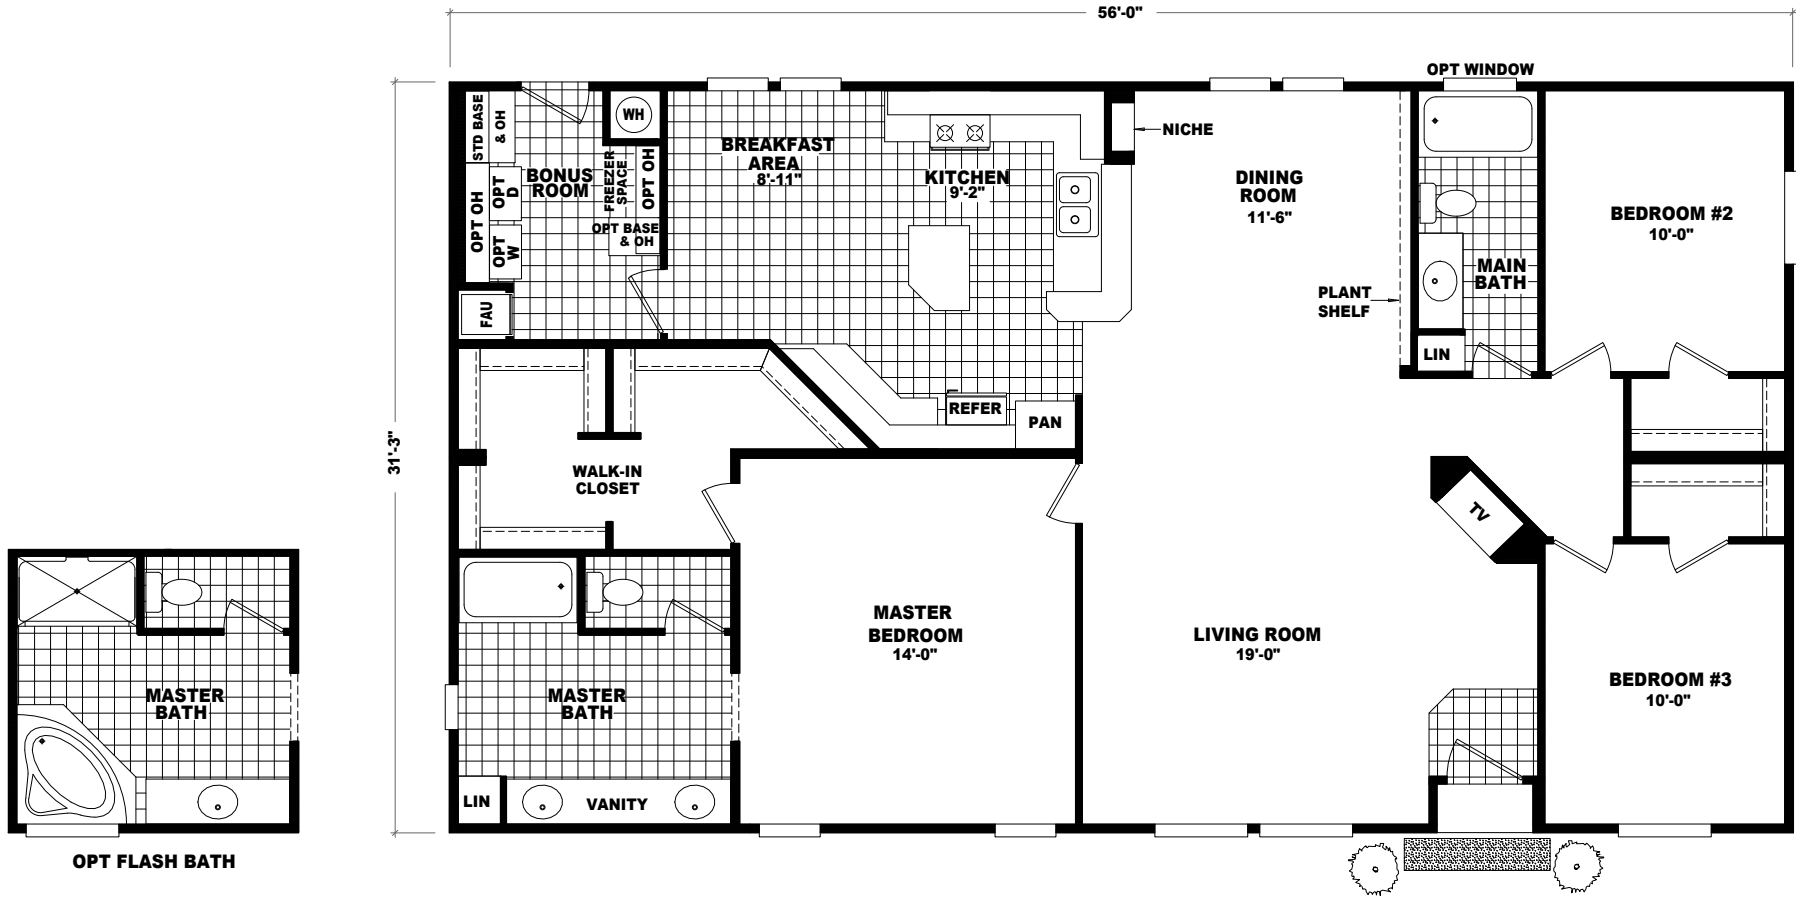 56'-0"
OPT WINDOW
STD BASE
& OH
WH
NICHE
BREAKFAST
AREA
8'-11"
BONUS
ROOM
FREEZER
SPACE
OPT OH
OPT
D
OPT OH
OPT
W
OPT BASE
& OH
KITCHEN
9'-2"
DINING
ROOM
11'-6"
BEDROOM #2
10'-0"
MAIN
BATH
PLANT
SHELF
FAU
LIN
REFER
PAN
31'-3"
WALK-IN
CLOSET
TV
MASTER
BEDROOM
14'-0"
LIVING ROOM
19'-0"
BEDROOM #3
10'-0"
MASTER
BATH
MASTER
BATH
LIN
VANITY
OPT FLASH BATH